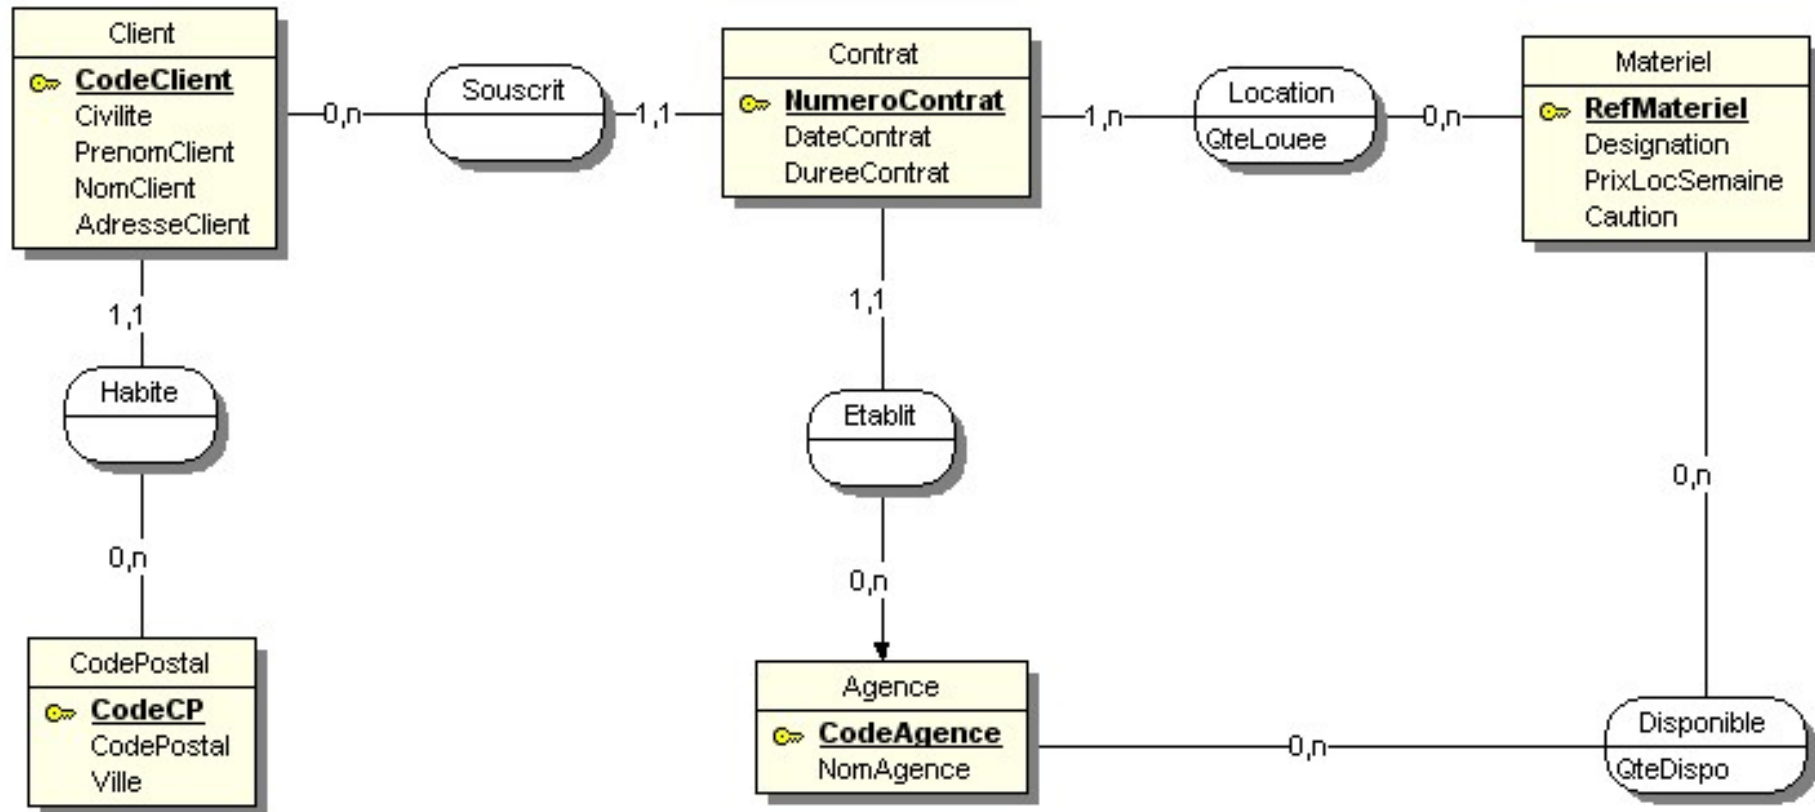 Client
CodeClient
Civilite
PrenomClient
NomClient
AdresseClient
0,n
Souscrit
1,1
Contrat
NumeroContrat
DateContrat
DureeContrat
1,n
Location
QteLouee
0,n
Materiel
RefMateriel
Designation
PrixLocSemaine
Caution
1,1
Habite
0,n
CodePostal
CodeCP
CodePostal
Ville
1,1
Etablit
0,n
Agence
CodeAgence
NomAgence
0,n
Disponible
QteDispo
0,n